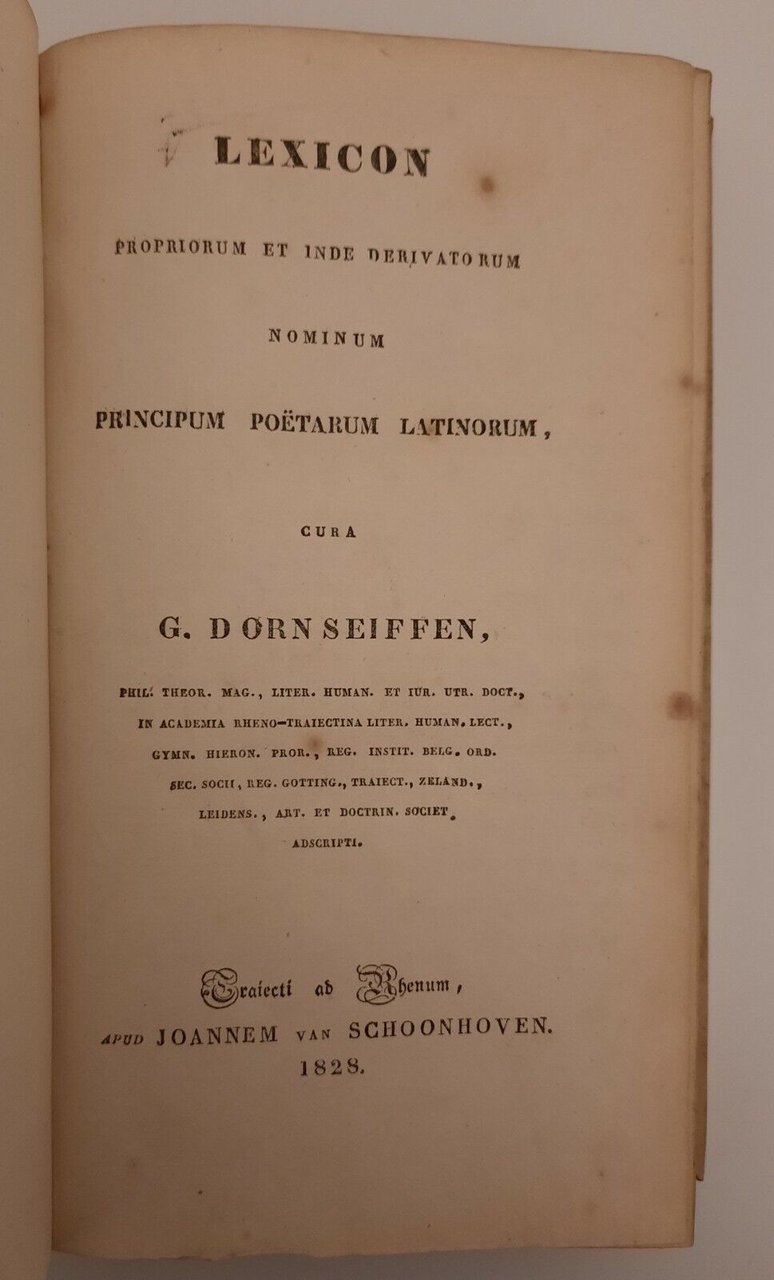 LEXICON
PROPRIORUM ET INDE DERIVATORUM
NOMINUM
PRINCIPUM POËTARUM LATINORUM,
CURA
G. DORNSEIFFEN,
PHIL. THEOR. MAG., LITER. HUMAN. ET IUR. UTR. DOCT.,
IN ACADEMIA RHENO-TRAIECTINA LITER. HUMAN. LECT.,
GYMN. HIERON. PROR., REG. INSTIT. BELG. ORD.
SEC. SOCII, REG. GOTTING., TRAIECT., ZELAND.,
LEIDENS., ART. ET DOCTRIN. SOCIET.
ADSCRIPTI.
Traiecti ad Rhenum,
APUD JOANNEM VAN SCHOONHOVEN.
1828.